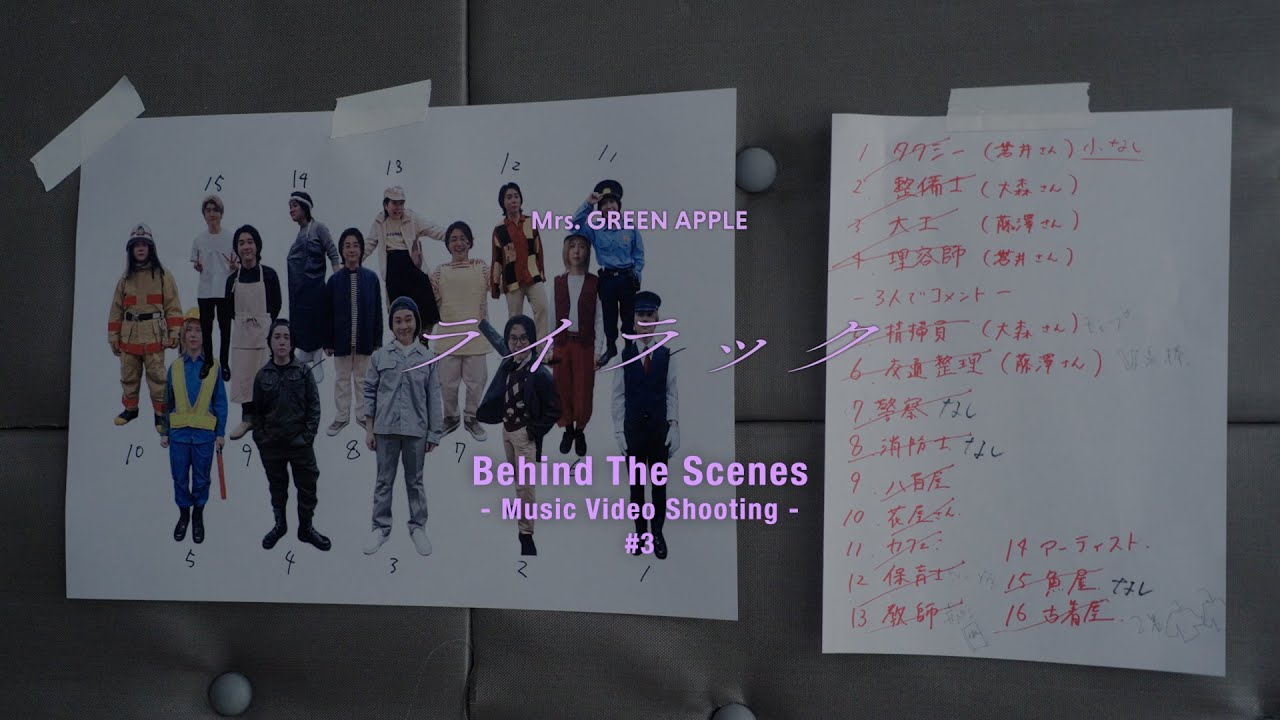 Mrs. GREEN APPLE
ライラック
Behind The Scenes
- Music Video Shooting -
#3
15
14
13
12
11
10
9
8
7
5
4
3
2
1
1 タクシー (若井さん) 小なし
2 整備士 (大森さん)
3 大工 (藤澤さん)
4 理容師 (若井さん)
- 3人でコメント -
清掃員 (大森さん)
6 交通整理 (藤澤さん)
7 警察 なし
8 消防士 なし
9 八百屋
10 花屋さん
11 カフェ
12 保育士
13 教師
14 アーティスト.
15 魚屋 なし
16 古着屋